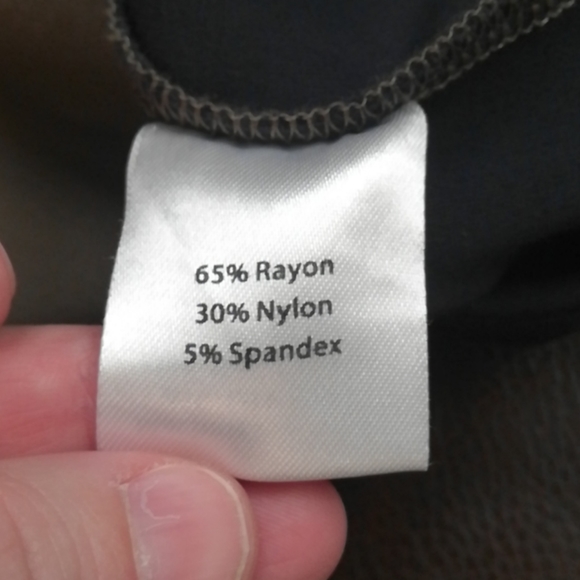 65% Rayon
30% Nylon
5% Spandex